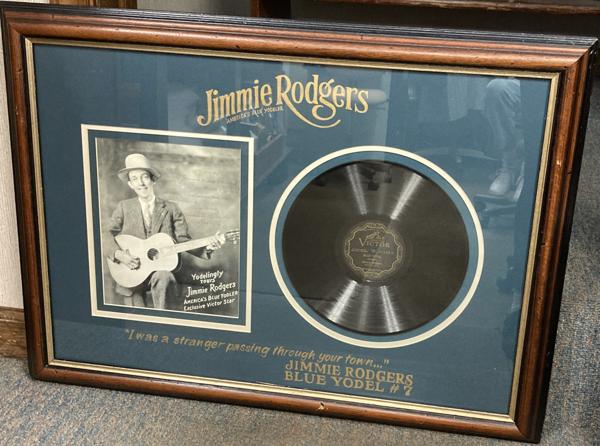 Jimmie Rodgers
AMERICA'S BLUE YODELER
Yodelingly
YOURS
Jimmie Rodgers
AMERICA'S BLUE YODLER
Exclusive Victor Star
VICTOR
"I was a stranger passing through your town..."
JIMMIE RODGERS
BLUE YODEL #7